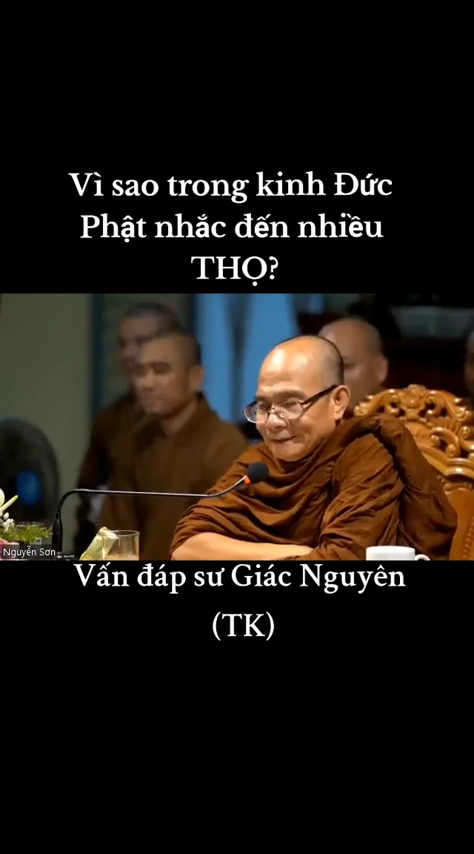 Vì sao trong kinh Đức
Phật nhắc đến nhiều
THỌ?
Nguyễn Sơn
Vấn đáp sư Giác Nguyên
(TK)